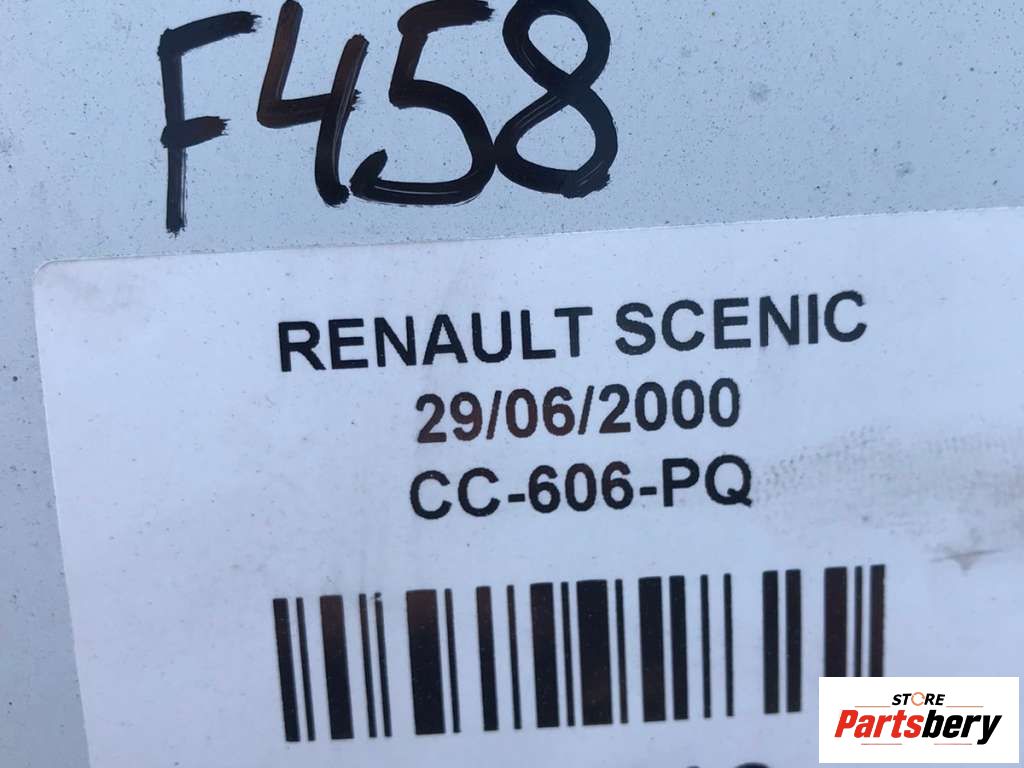 F458
RENAULT SCENIC
29/06/2000
CC-606-PQ
STORE
Partsbery